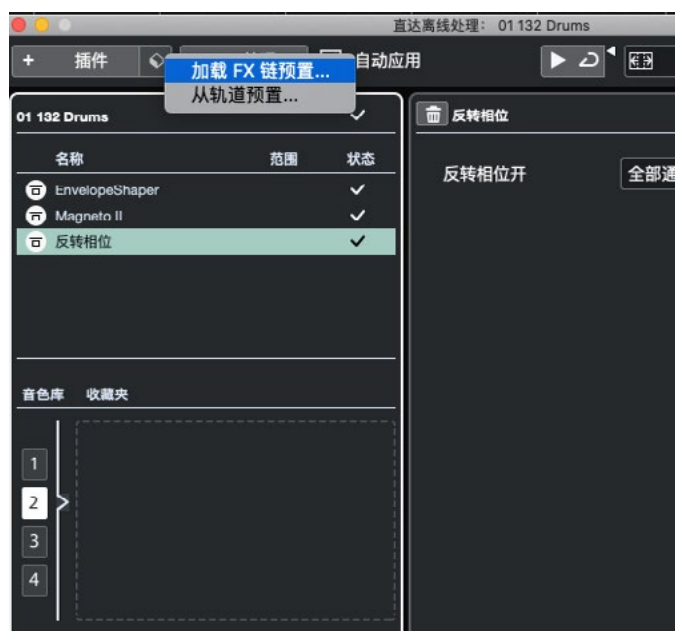 直达离线处理： 01 132 Drums
+ 插件
自动应用
加载 FX 链预置...
从轨道预置...
01 132 Drums
名称 范围 状态
EnvelopeShaper
Magneto II
反转相位
反转相位
反转相位开 全部通
音色库 收藏夹
1
2
3
4